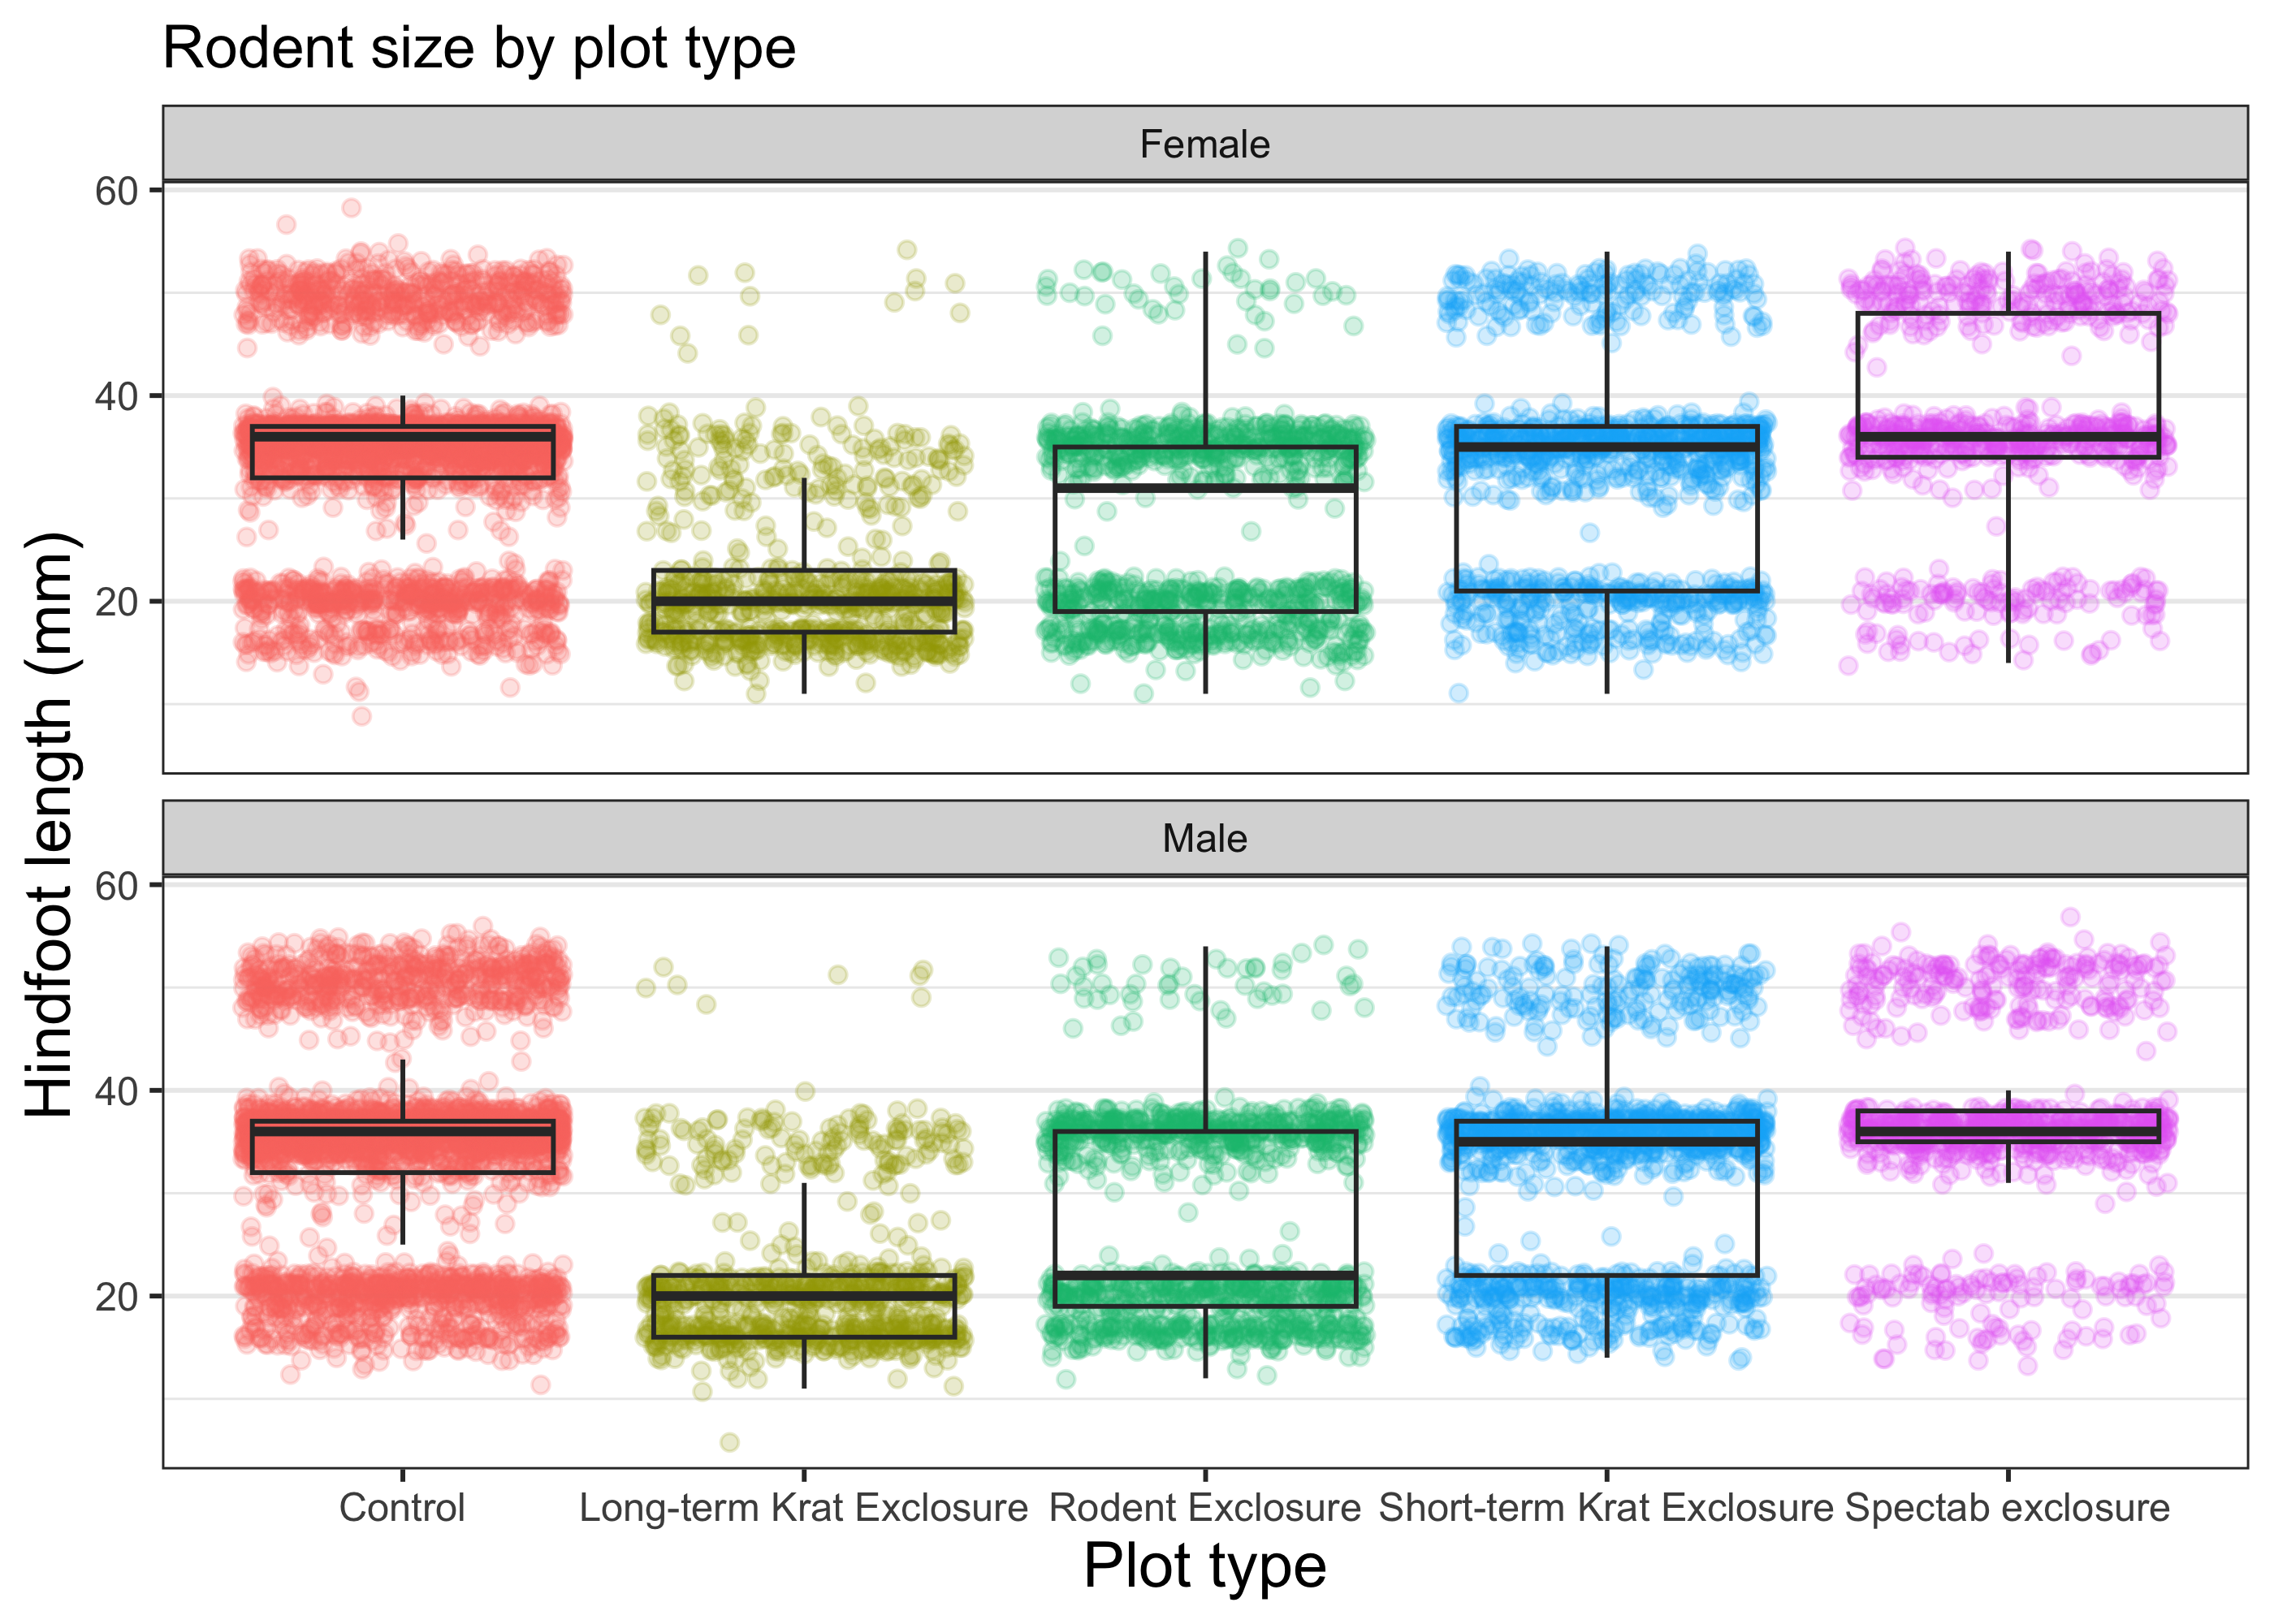 Rodent size by plot type
Female
60
40
20
Hindfoot length (mm)
Male
60
40
20
Control Long-term Krat Exclosure Rodent Exclosure Short-term Krat Exclosure Spectab exclosure
Plot type